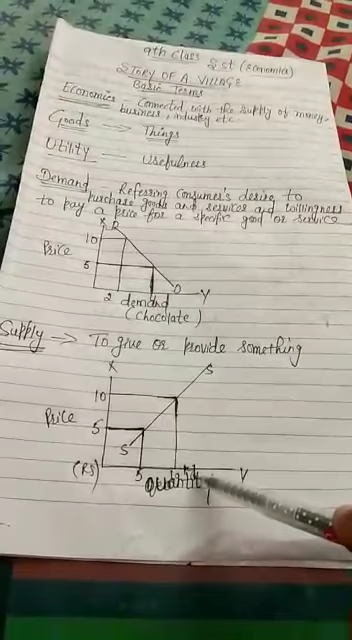 9th class SSt (Economics)
STORY OF A VILLAGE
Basic Terms
Economics Connected with the supply of money,
business, industry etc.
Goods → Things
Utility — Usefulness
Demand Referring Consumer's desire to
purchase goods and services and willingness
to pay a price for a specific good or service
X D
10
Price
5
D
2 demand Y
(Chocolate)
Supply → To give or provide something
X S
10
Price
5
S
(RS) 5 10 Y
Quantit